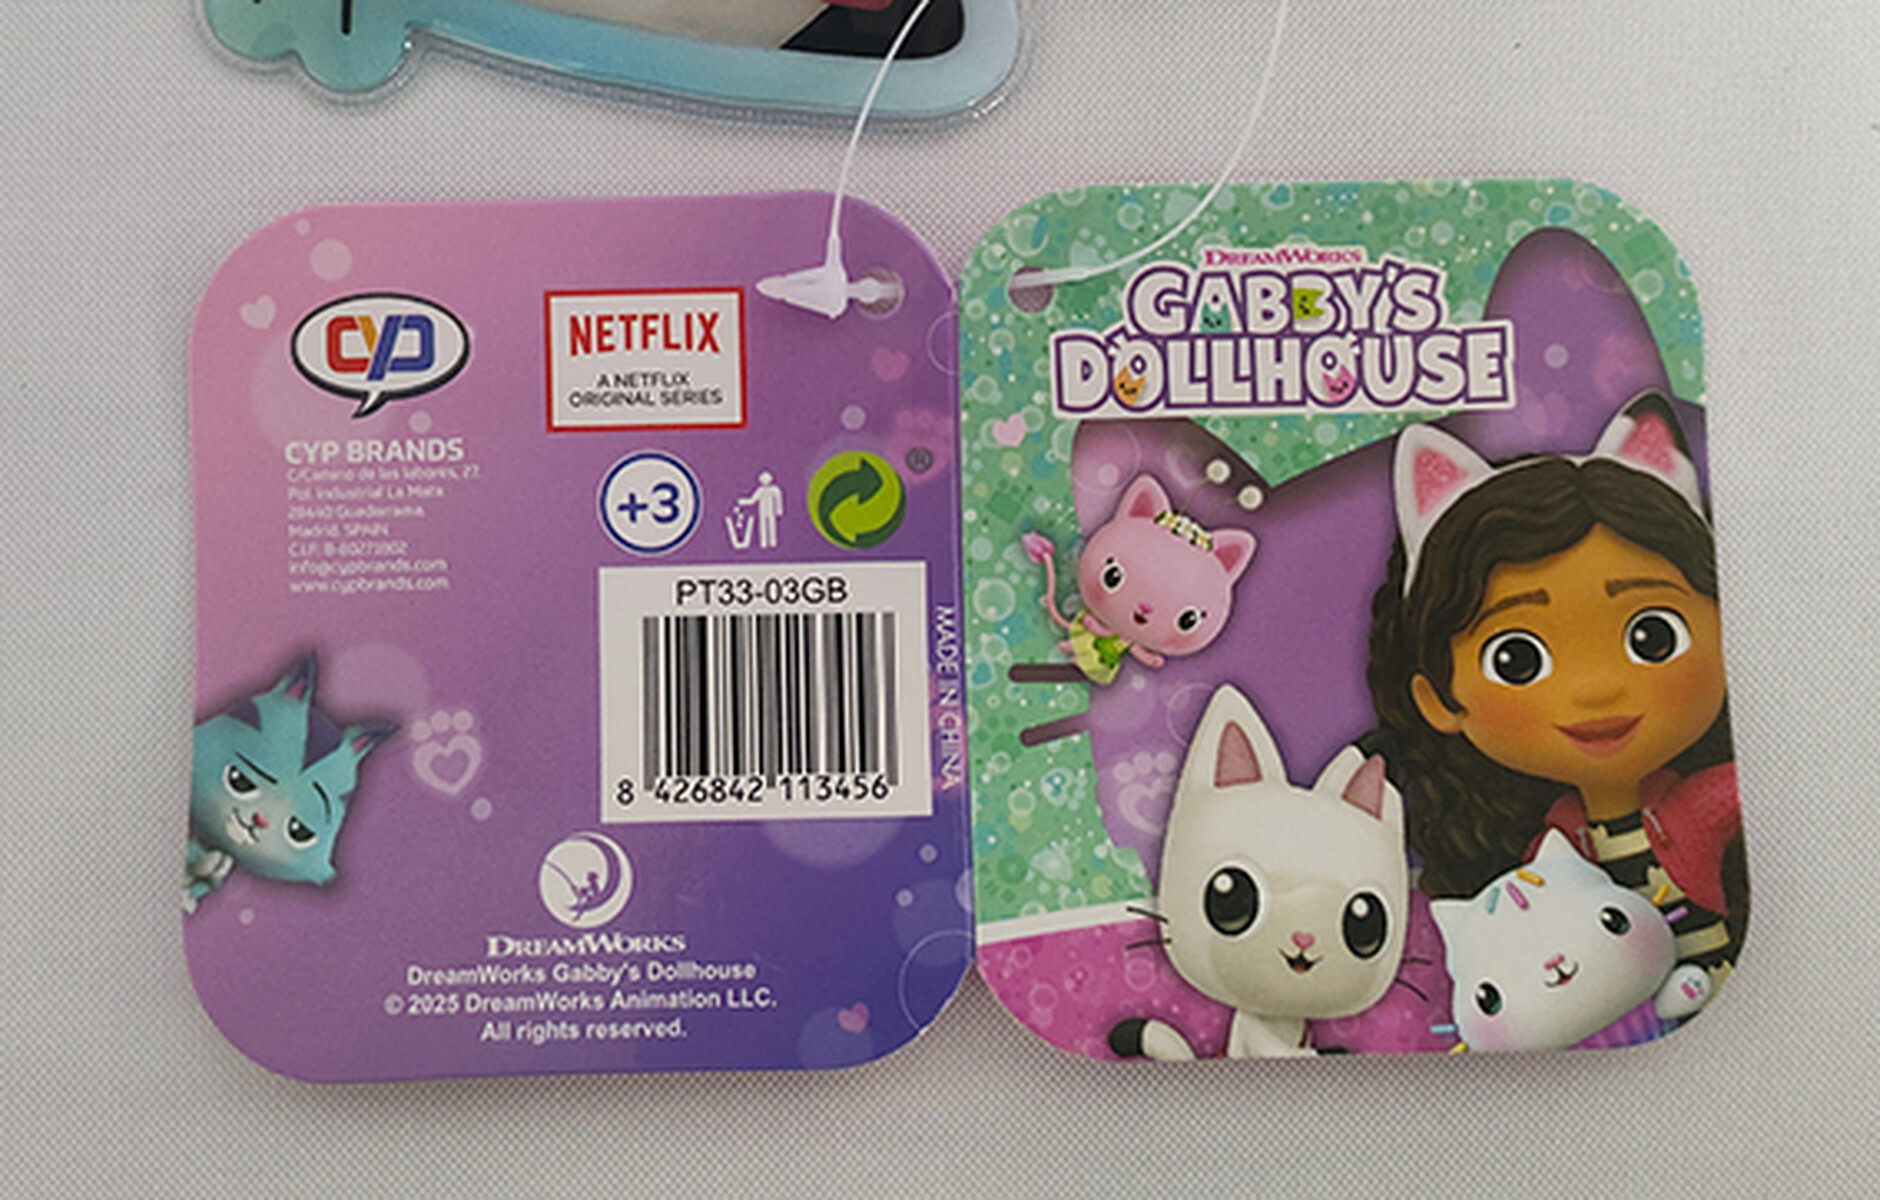 CYP
CYP BRANDS
C/Camino de las labores, 27.
Pol. Industrial La Mata
28440 Guadarrama.
Madrid. SPAIN
C.I.F. B-80271802
info@cypbrands.com
www.cypbrands.com
NETFLIX
A NETFLIX
ORIGINAL SERIES
+3
®
PT33-03GB
8 426842 113456
MADE IN CHINA
DREAMWORKS
DreamWorks Gabby's Dollhouse
© 2025 DreamWorks Animation LLC.
All rights reserved.
DREAMWORKS
GABBY'S
DOLLHOUSE